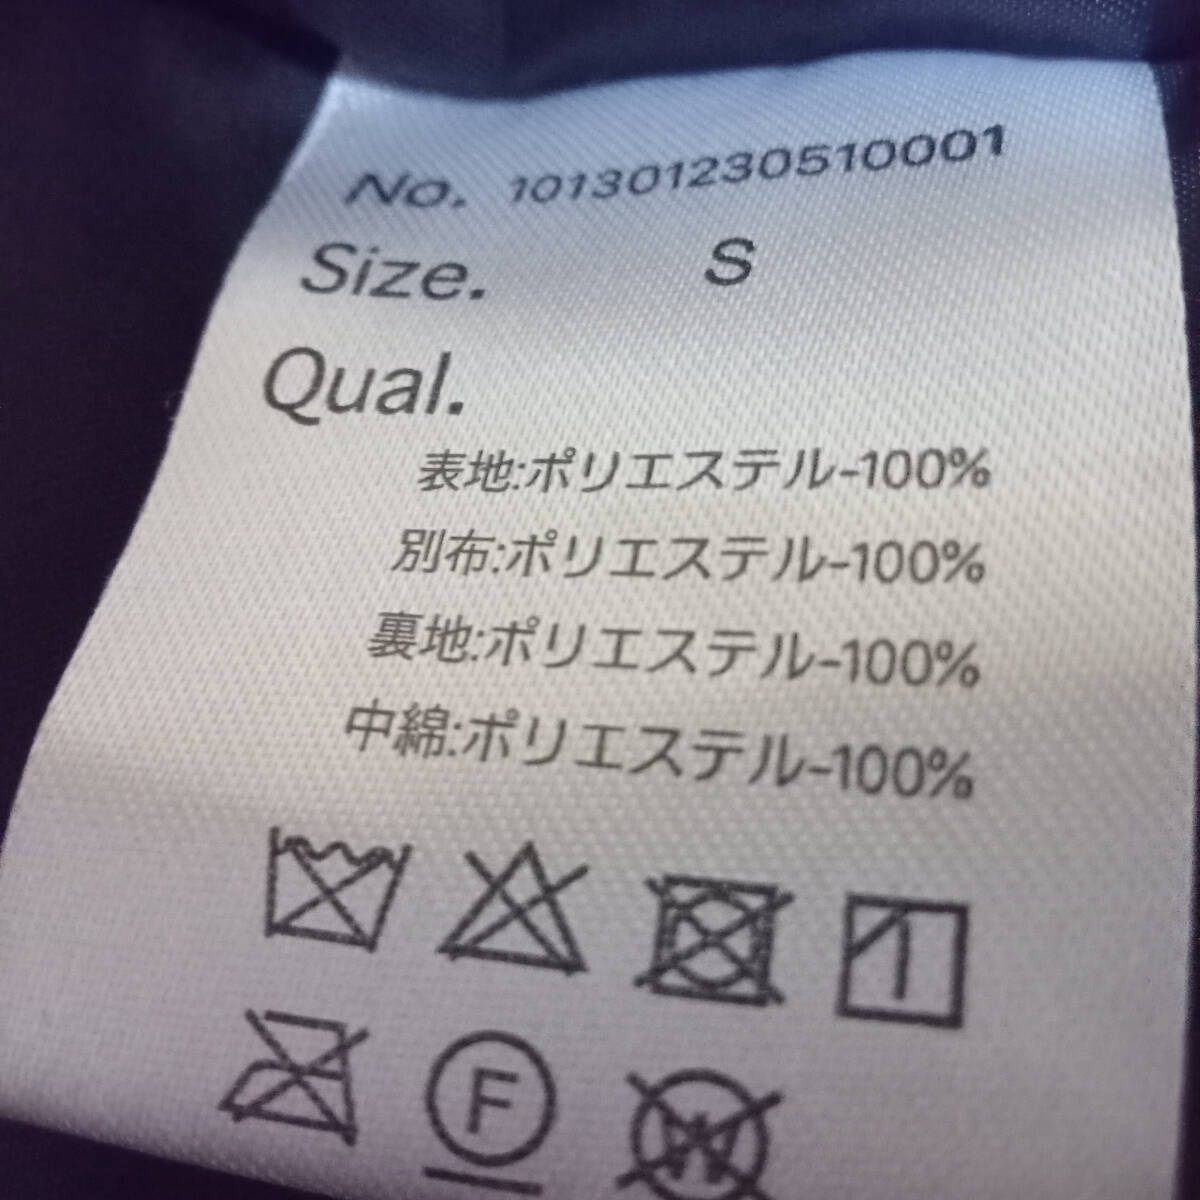 No. 101301230510001
Size. S
Qual.
表地:ポリエステル-100%
別布:ポリエステル-100%
裏地:ポリエステル-100%
中綿:ポリエステル-100%
F
W